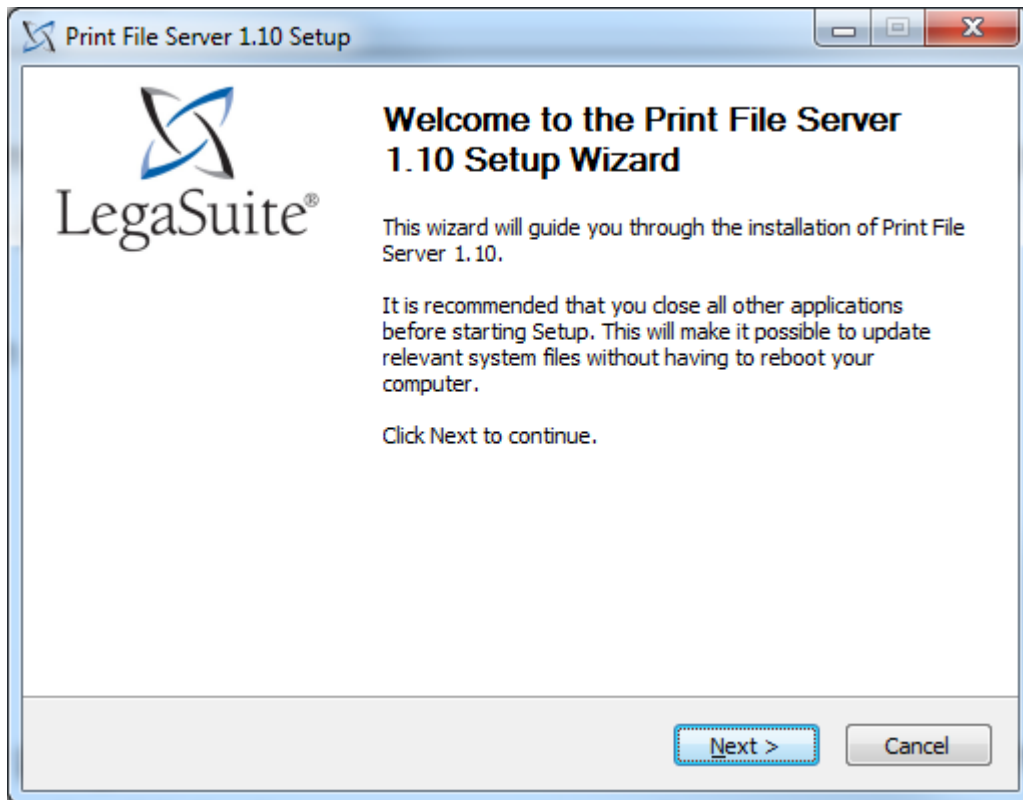 Print File Server 1.10 Setup
LegaSuite®
Welcome to the Print File Server
1.10 Setup Wizard
This wizard will guide you through the installation of Print File
Server 1.10.
It is recommended that you close all other applications
before starting Setup. This will make it possible to update
relevant system files without having to reboot your
computer.
Click Next to continue.
Next >
Cancel